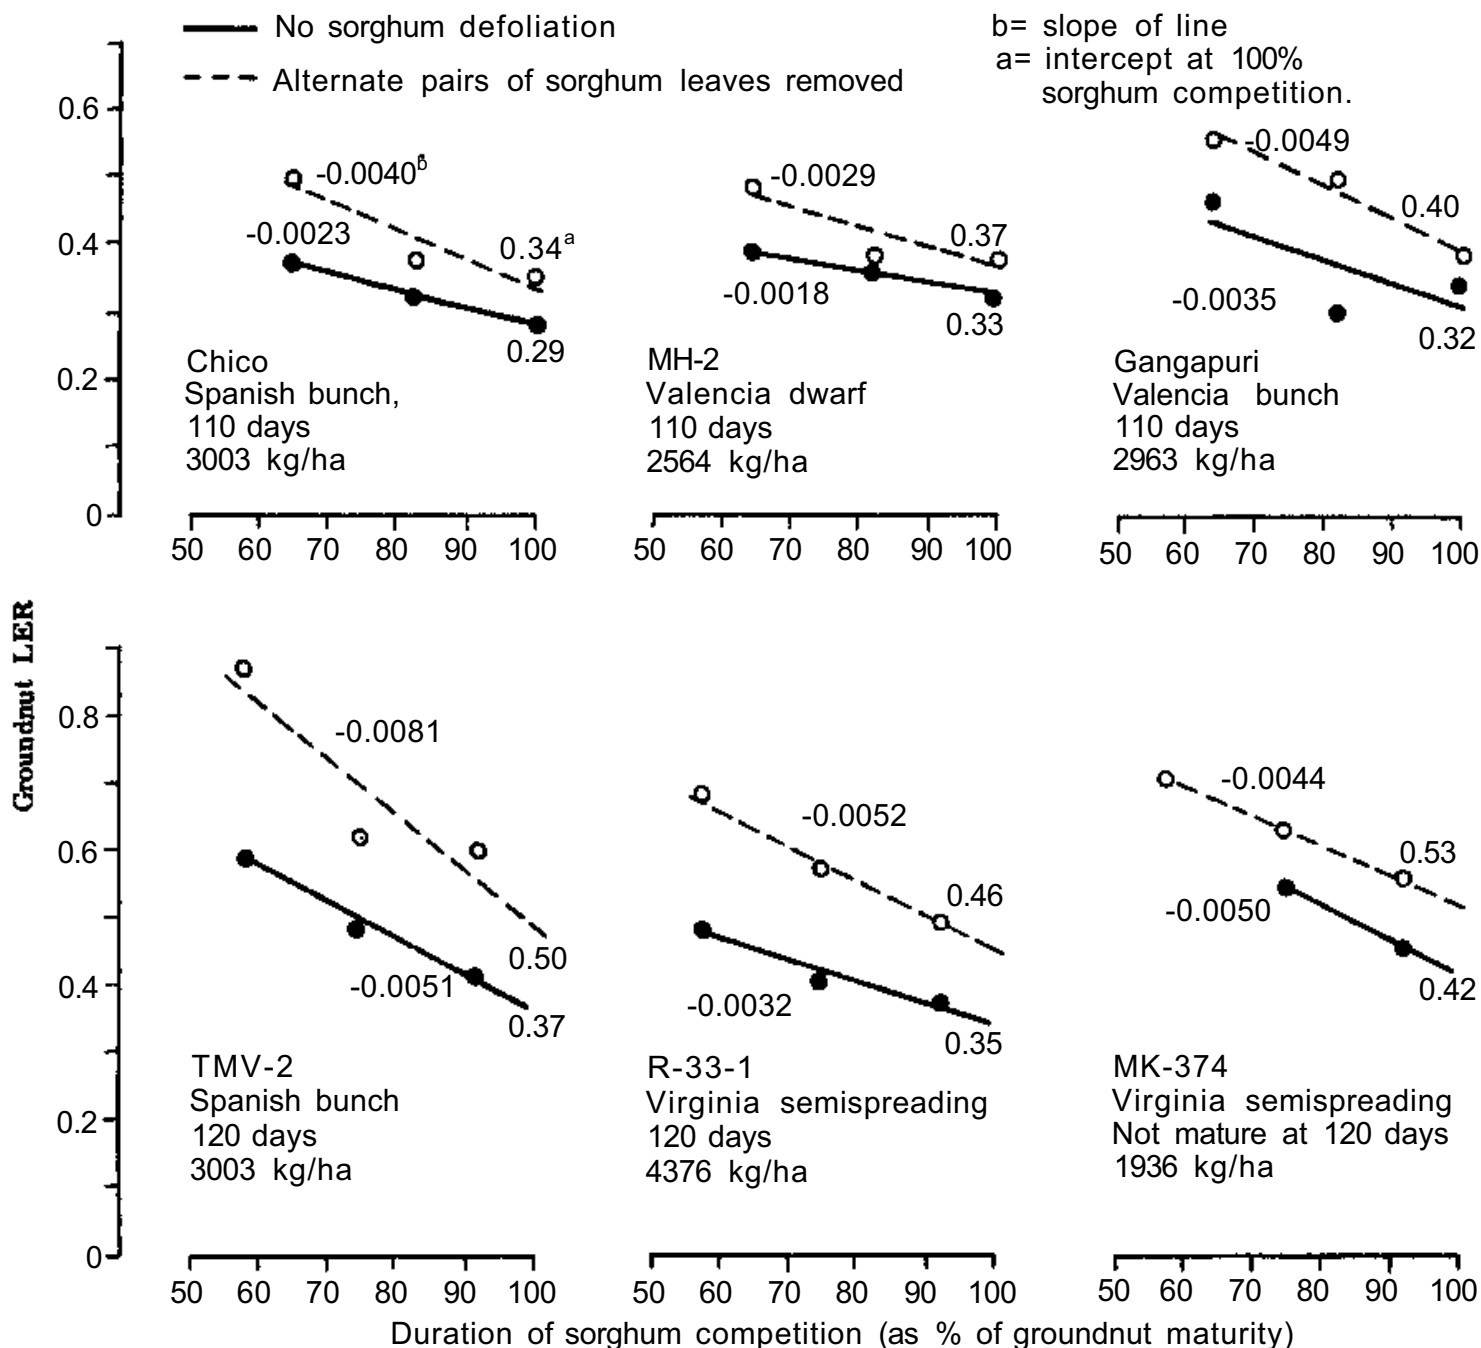 No sorghum defoliation
Alternate pairs of sorghum leaves removed
b= slope of line
a= intercept at 100%
sorghum competition.
0.6
0.4
0.2
0
-0.0040b
-0.0023
0.34a
0.29
Chico
Spanish bunch,
110 days
3003 kg/ha
50 60 70 80 90 100
-0.0029
0.37
-0.0018
0.33
MH-2
Valencia dwarf
110 days
2564 kg/ha
50 60 70 80 90 100
-0.0049
0.40
-0.0035
0.32
Gangapuri
Valencia bunch
110 days
2963 kg/ha
50 60 70 80 90 100
Groundnut LER
0.8
0.6
0.4
0.2
0
-0.0081
0.50
-0.0051
0.37
TMV-2
Spanish bunch
120 days
3003 kg/ha
50 60 70 80 90 100
-0.0052
0.46
-0.0032
0.35
R-33-1
Virginia semispreading
120 days
4376 kg/ha
50 60 70 80 90 100
-0.0044
0.53
-0.0050
0.42
MK-374
Virginia semispreading
Not mature at 120 days
1936 kg/ha
50 60 70 80 90 100
Duration of sorghum competition (as % of groundnut maturity)